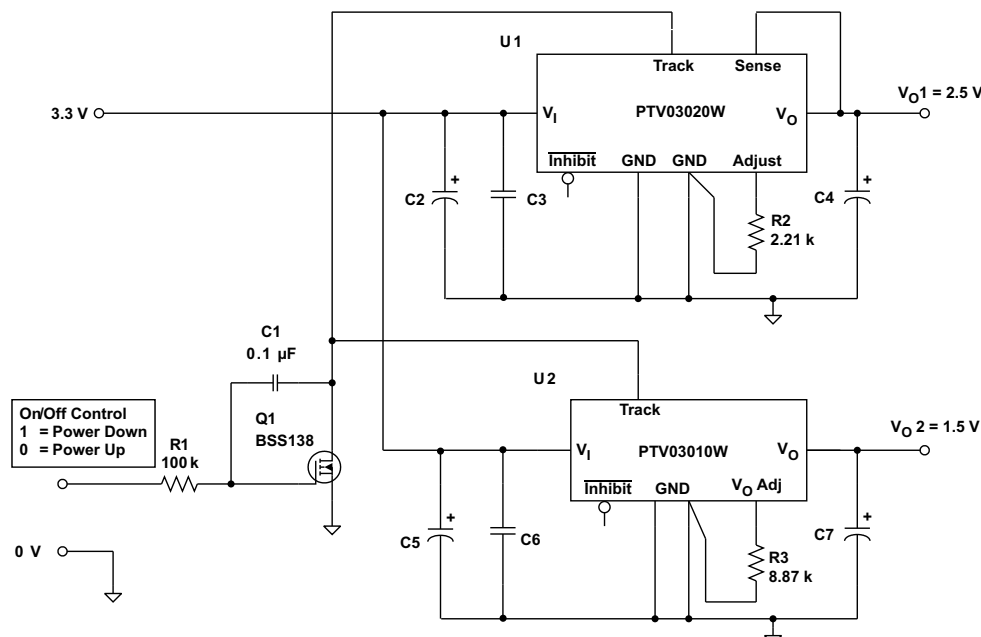 U1
Track
Sense
3.3 V
VI
PTV03020W
VO
VO1 = 2.5 V
Inhibit
GND
GND
Adjust
C2
+
C3
R2
2.21 k
C4
+
C1
0.1 µF
U2
Track
On/Off Control
1 = Power Down
0 = Power Up
Q1
BSS138
R1
100 k
VI
PTV03010W
VO
VO 2 = 1.5 V
Inhibit
GND
VO Adj
C5
+
C6
R3
8.87 k
C7
+
0 V